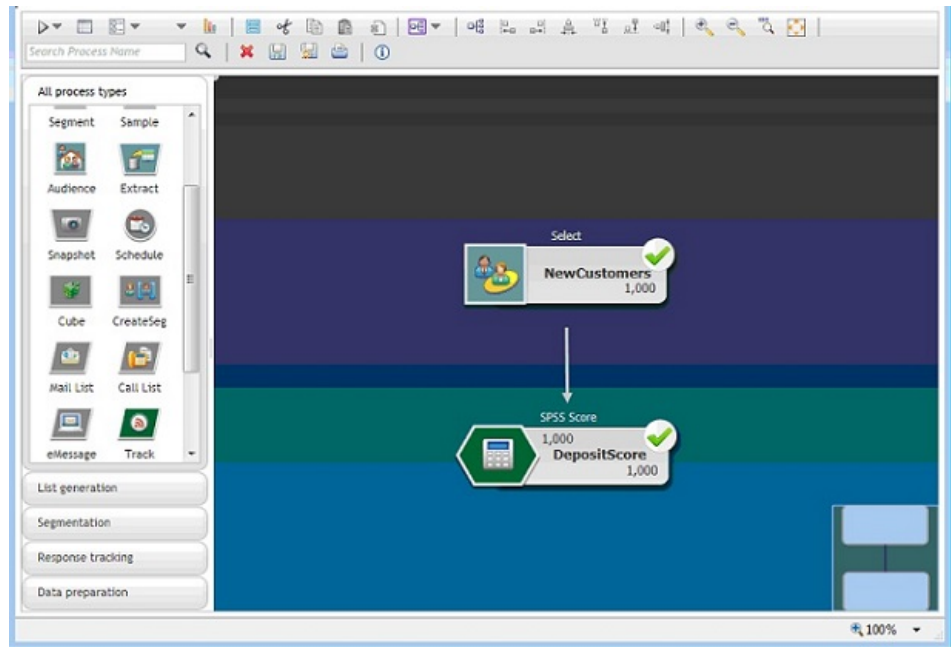 Search Process Name
All process types
Segment Sample
Audience Extract
Snapshot Schedule
Cube CreateSeg
Mail List Call List
eMessage Track
List generation
Segmentation
Response tracking
Data preparation
Select
NewCustomers
1,000
SPSS Score
1,000
DepositScore
1,000
100%